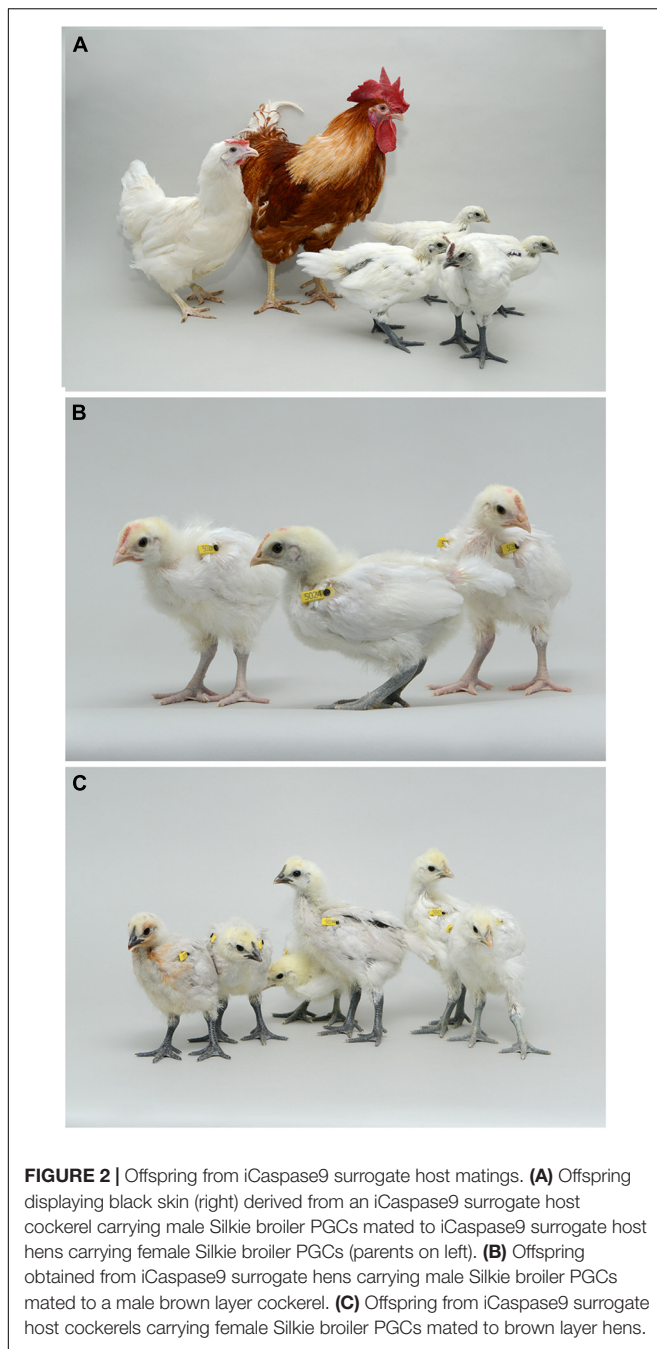 A
B
5024
C
FIGURE 2 | Offspring from iCaspase9 surrogate host matings. (A) Offspring
displaying black skin (right) derived from an iCaspase9 surrogate host
cockerel carrying male Silkie broiler PGCs mated to iCaspase9 surrogate host
hens carrying female Silkie broiler PGCs (parents on left). (B) Offspring
obtained from iCaspase9 surrogate hens carrying male Silkie broiler PGCs
mated to a male brown layer cockerel. (C) Offspring from iCaspase9 surrogate
host cockerels carrying female Silkie broiler PGCs mated to brown layer hens.